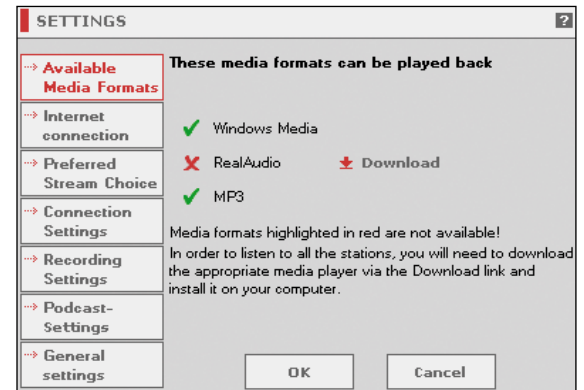 SETTINGS ?
Available
Media Formats
Internet
connection
Preferred
Stream Choice
Connection
Settings
Recording
Settings
Podcast-
Settings
General
settings
These media formats can be played back
Windows Media
RealAudio Download
MP3
Media formats highlighted in red are not available!
In order to listen to all the stations, you will need to download
the appropriate media player via the Download link and
install it on your computer.
OK Cancel